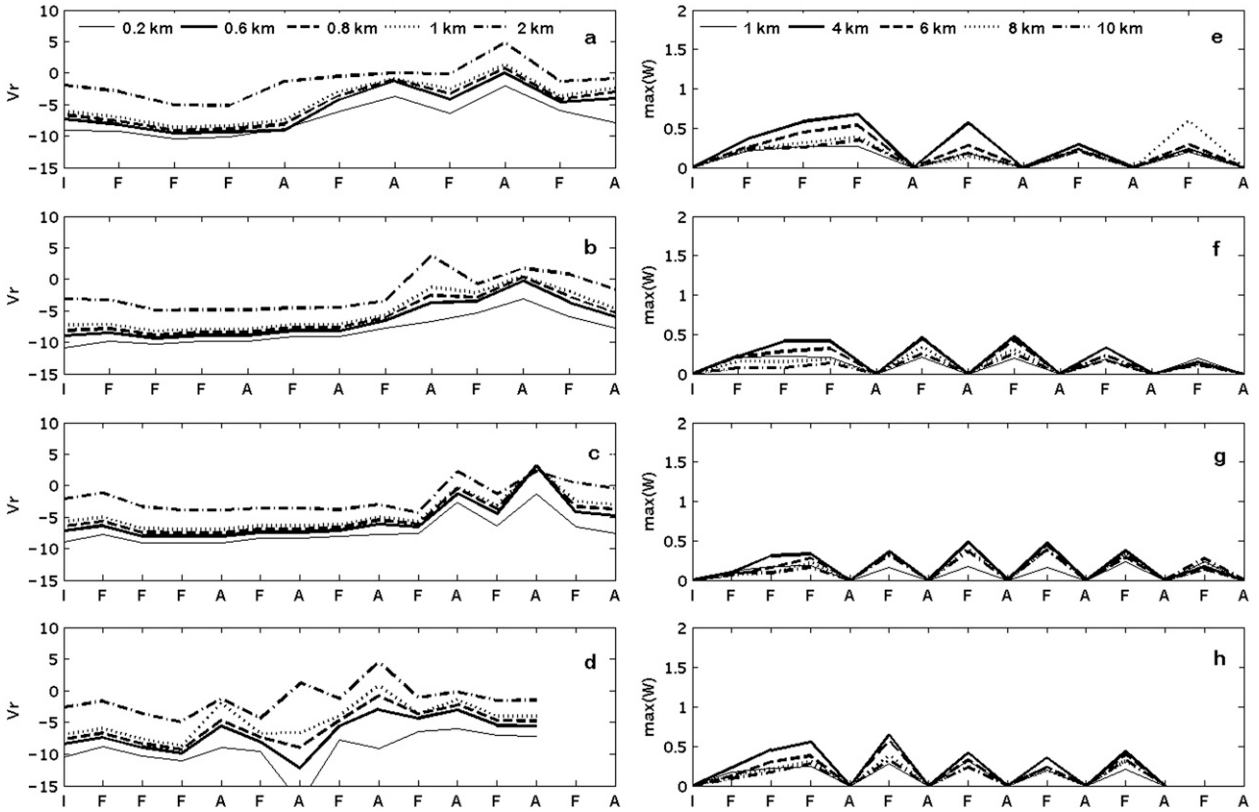 0.2 km 0.6 km 0.8 km 1 km 2 km
a
Vr
10
5
0
−5
−10
−15
I F F F A F A F A F A
1 km 4 km 6 km 8 km 10 km
e
max(W)
2
1.5
1
0.5
0
I F F F A F A F A F A
b
Vr
10
5
0
−5
−10
−15
I F F F A F A F A F A F A
f
max(W)
2
1.5
1
0.5
0
I F F F A F A F A F A F A
c
Vr
10
5
0
−5
−10
−15
I F F F A F A F A F A F A F A
g
max(W)
2
1.5
1
0.5
0
I F F F A F A F A F A F A F A
d
Vr
10
5
0
−5
−10
−15
I F F F A F A F A F A F A F A
h
max(W)
2
1.5
1
0.5
0
I F F F A F A F A F A F A F A